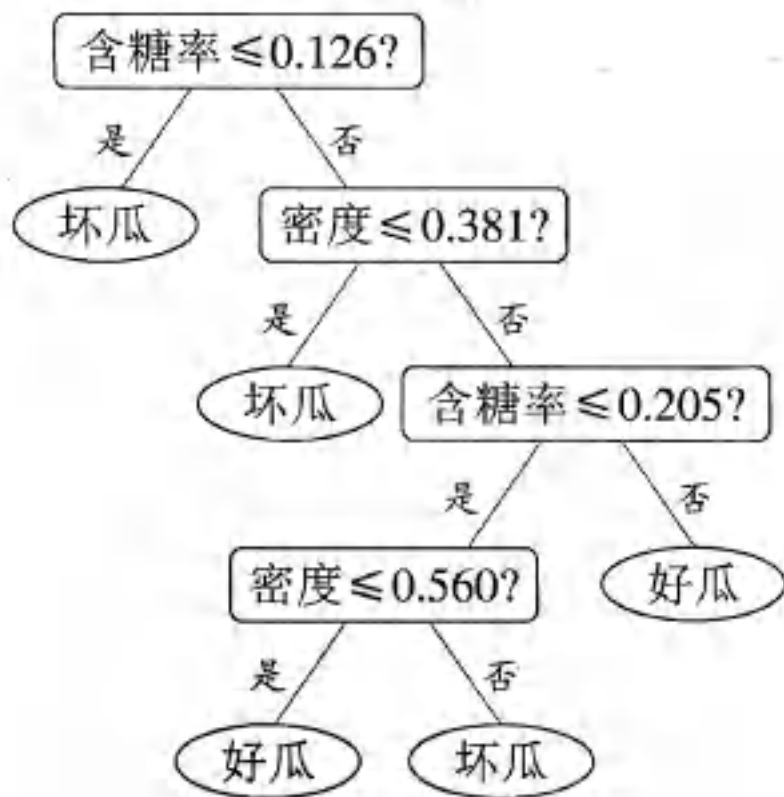 含糖率≤0.126?
是 否
坏瓜 密度≤0.381?
是 否
坏瓜 含糖率≤0.205?
是 否
密度≤0.560? 好瓜
是 否
好瓜 坏瓜